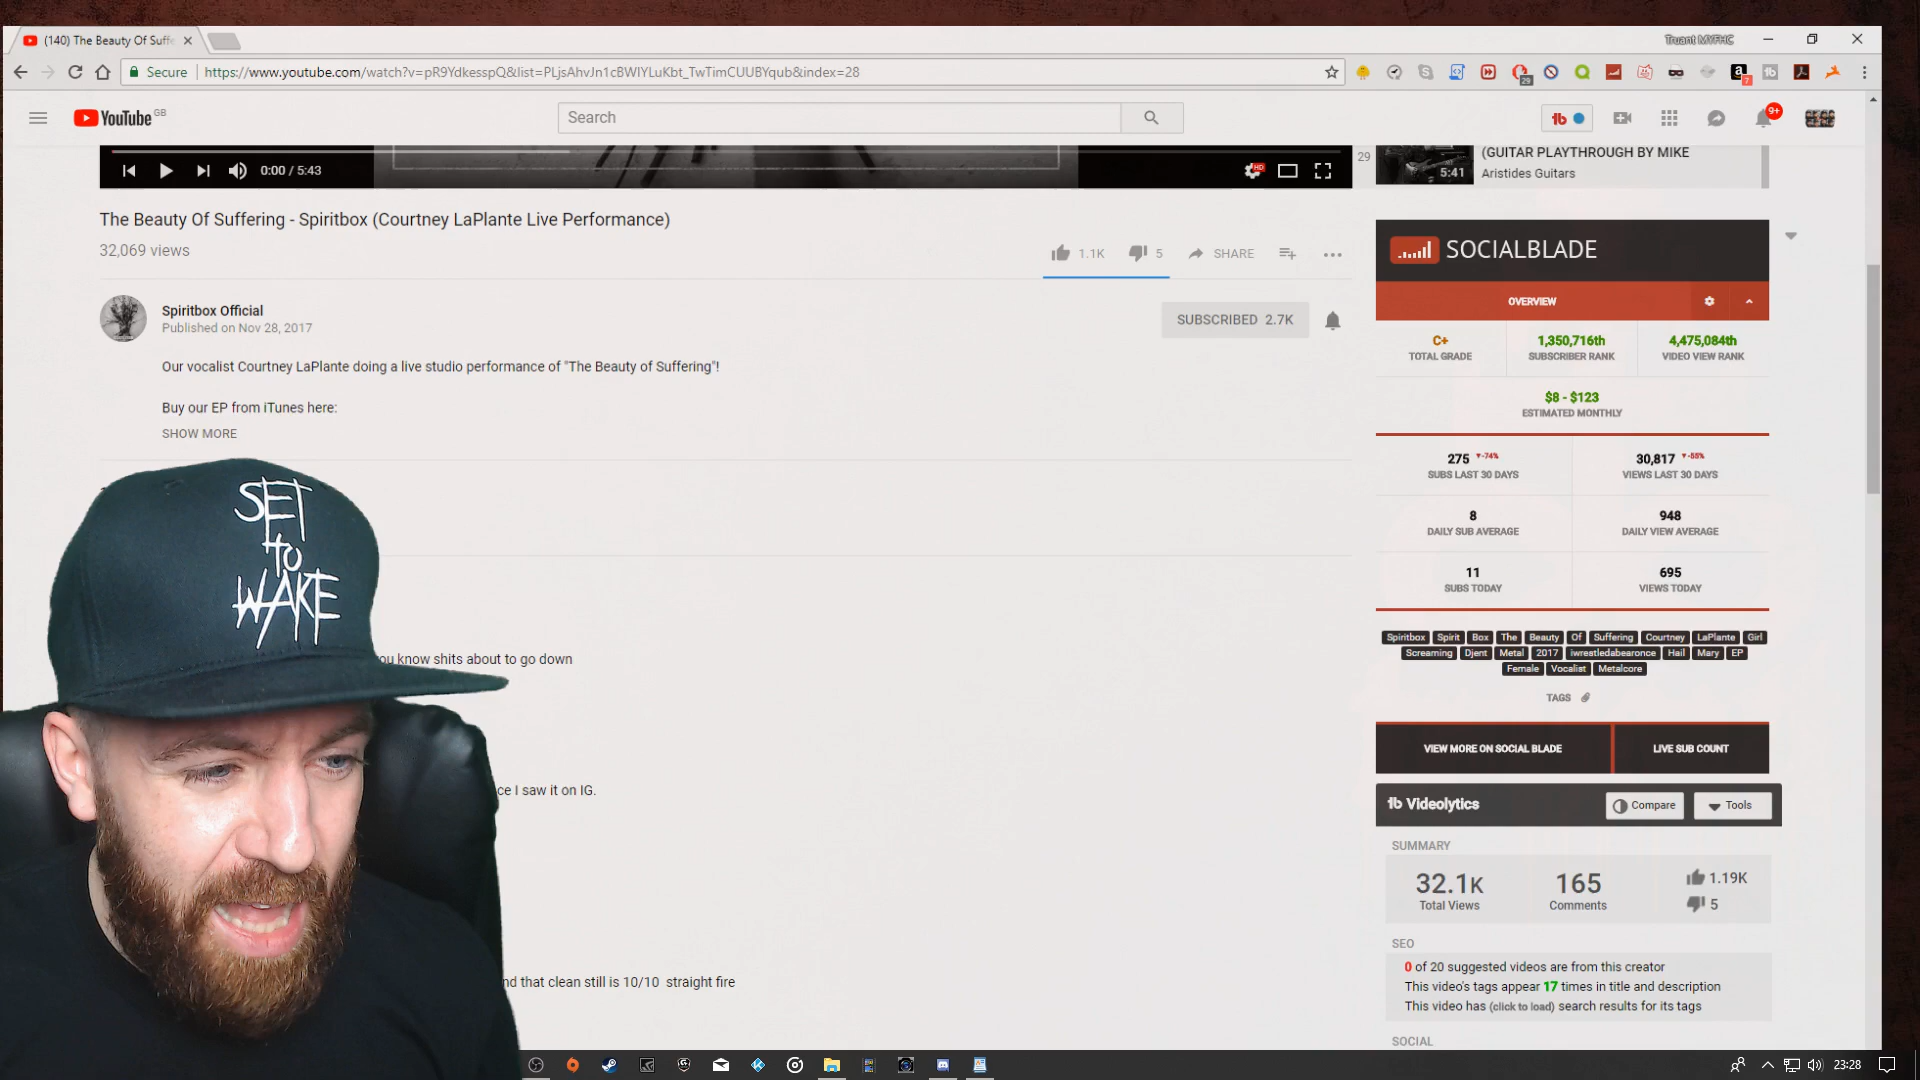 (140) The Beauty Of Suffe
Truant MYFHC
Secure
https://www.youtube.com/watch?v=pR9YdkesspQ&list=PLjsAhvJn1cBWIYLuKbt_TwTimCUUBYqub&index=28
29
7
YouTube GB
Search
9+
0:00 / 5:43
29
5:41
(GUITAR PLAYTHROUGH BY MIKE
Aristides Guitars
The Beauty Of Suffering - Spiritbox (Courtney LaPlante Live Performance)
32,069 views
1.1K
5
SHARE
Spiritbox Official
Published on Nov 28, 2017
SUBSCRIBED 2.7K
Our vocalist Courtney LaPlante doing a live studio performance of "The Beauty of Suffering"!
Buy our EP from iTunes here:
SHOW MORE
SET
to
WAKE
ou know shits about to go down
ce I saw it on IG.
nd that clean still is 10/10 straight fire
SOCIALBLADE
OVERVIEW
C+
TOTAL GRADE
1,350,716th
SUBSCRIBER RANK
4,475,084th
VIDEO VIEW RANK
$8 - $123
ESTIMATED MONTHLY
275 -74%
SUBS LAST 30 DAYS
30,817 -55%
VIEWS LAST 30 DAYS
8
DAILY SUB AVERAGE
948
DAILY VIEW AVERAGE
11
SUBS TODAY
695
VIEWS TODAY
Spiritbox Spirit Box The Beauty Of Suffering Courtney LaPlante Girl
Screaming Djent Metal 2017 iwrestledabearonce Hail Mary EP
Female Vocalist Metalcore
TAGS
VIEW MORE ON SOCIAL BLADE
LIVE SUB COUNT
tb Videolytics
Compare
Tools
SUMMARY
32.1K
Total Views
165
Comments
1.19K
5
SEO
0 of 20 suggested videos are from this creator
This video's tags appear 17 times in title and description
This video has (click to load) search results for its tags
SOCIAL
23:28